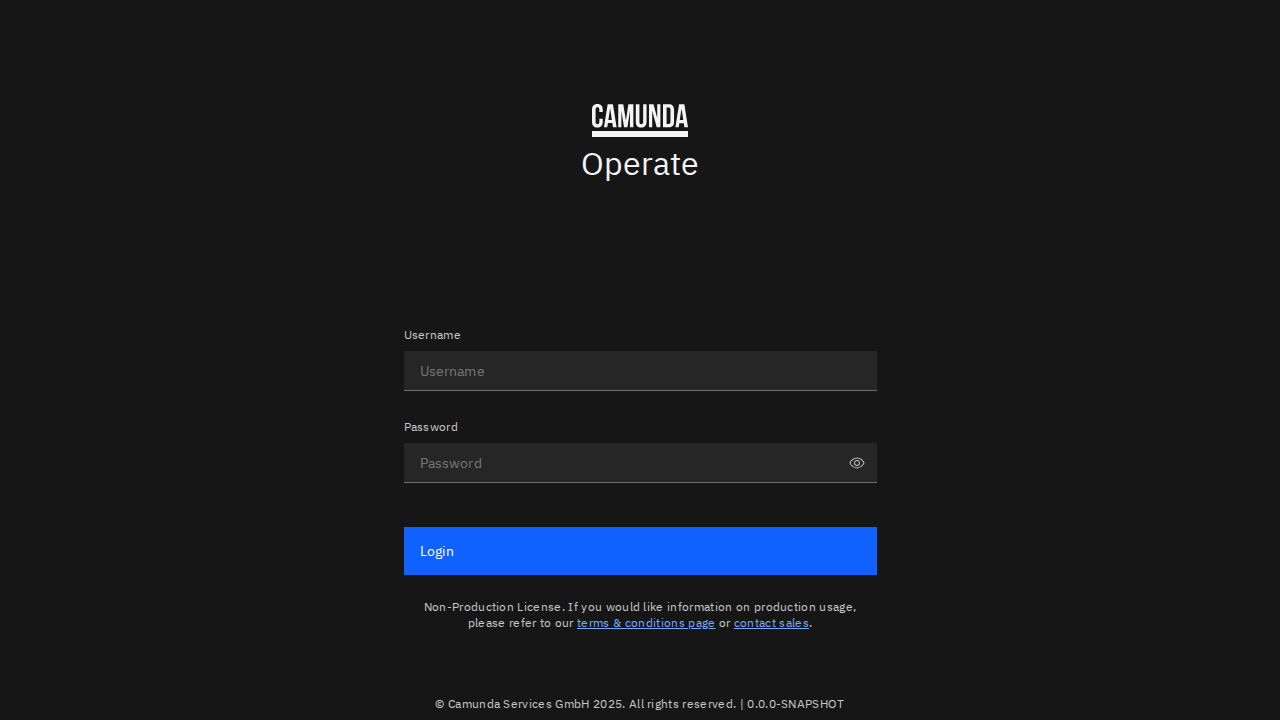 CAMUNDA
Operate
Username
Username
Password
Password
Login
Non-Production License. If you would like information on production usage,
please refer to our terms & conditions page or contact sales.
© Camunda Services GmbH 2025. All rights reserved. | 0.0.0-SNAPSHOT